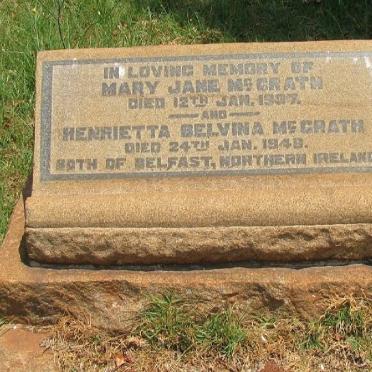 IN LOVING MEMORY OF
MARY JANE McGRATH
DIED 12TH JAN. 1937.
— AND —
HENRIETTA BELVINA McGRATH
DIED 24TH JAN. 1948.
BOTH OF BELFAST, NORTHERN IRELAND